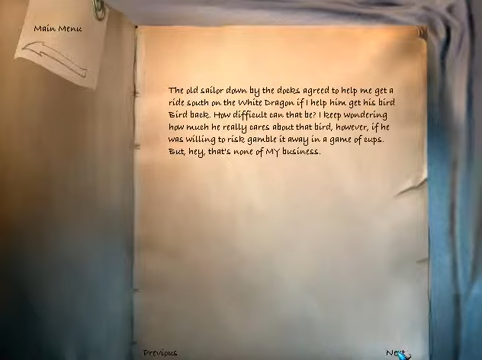 Main Menu
The old sailor down by the docks agreed to help me get a
ride south on the White Dragon if I help him get his bird
Bird back. How difficult can that be? I keep wondering
how much he really cares about that bird, however, if he
was willing to risk gamble it away in a game of cups.
But, hey, that's none of MY business.
Previous
Next